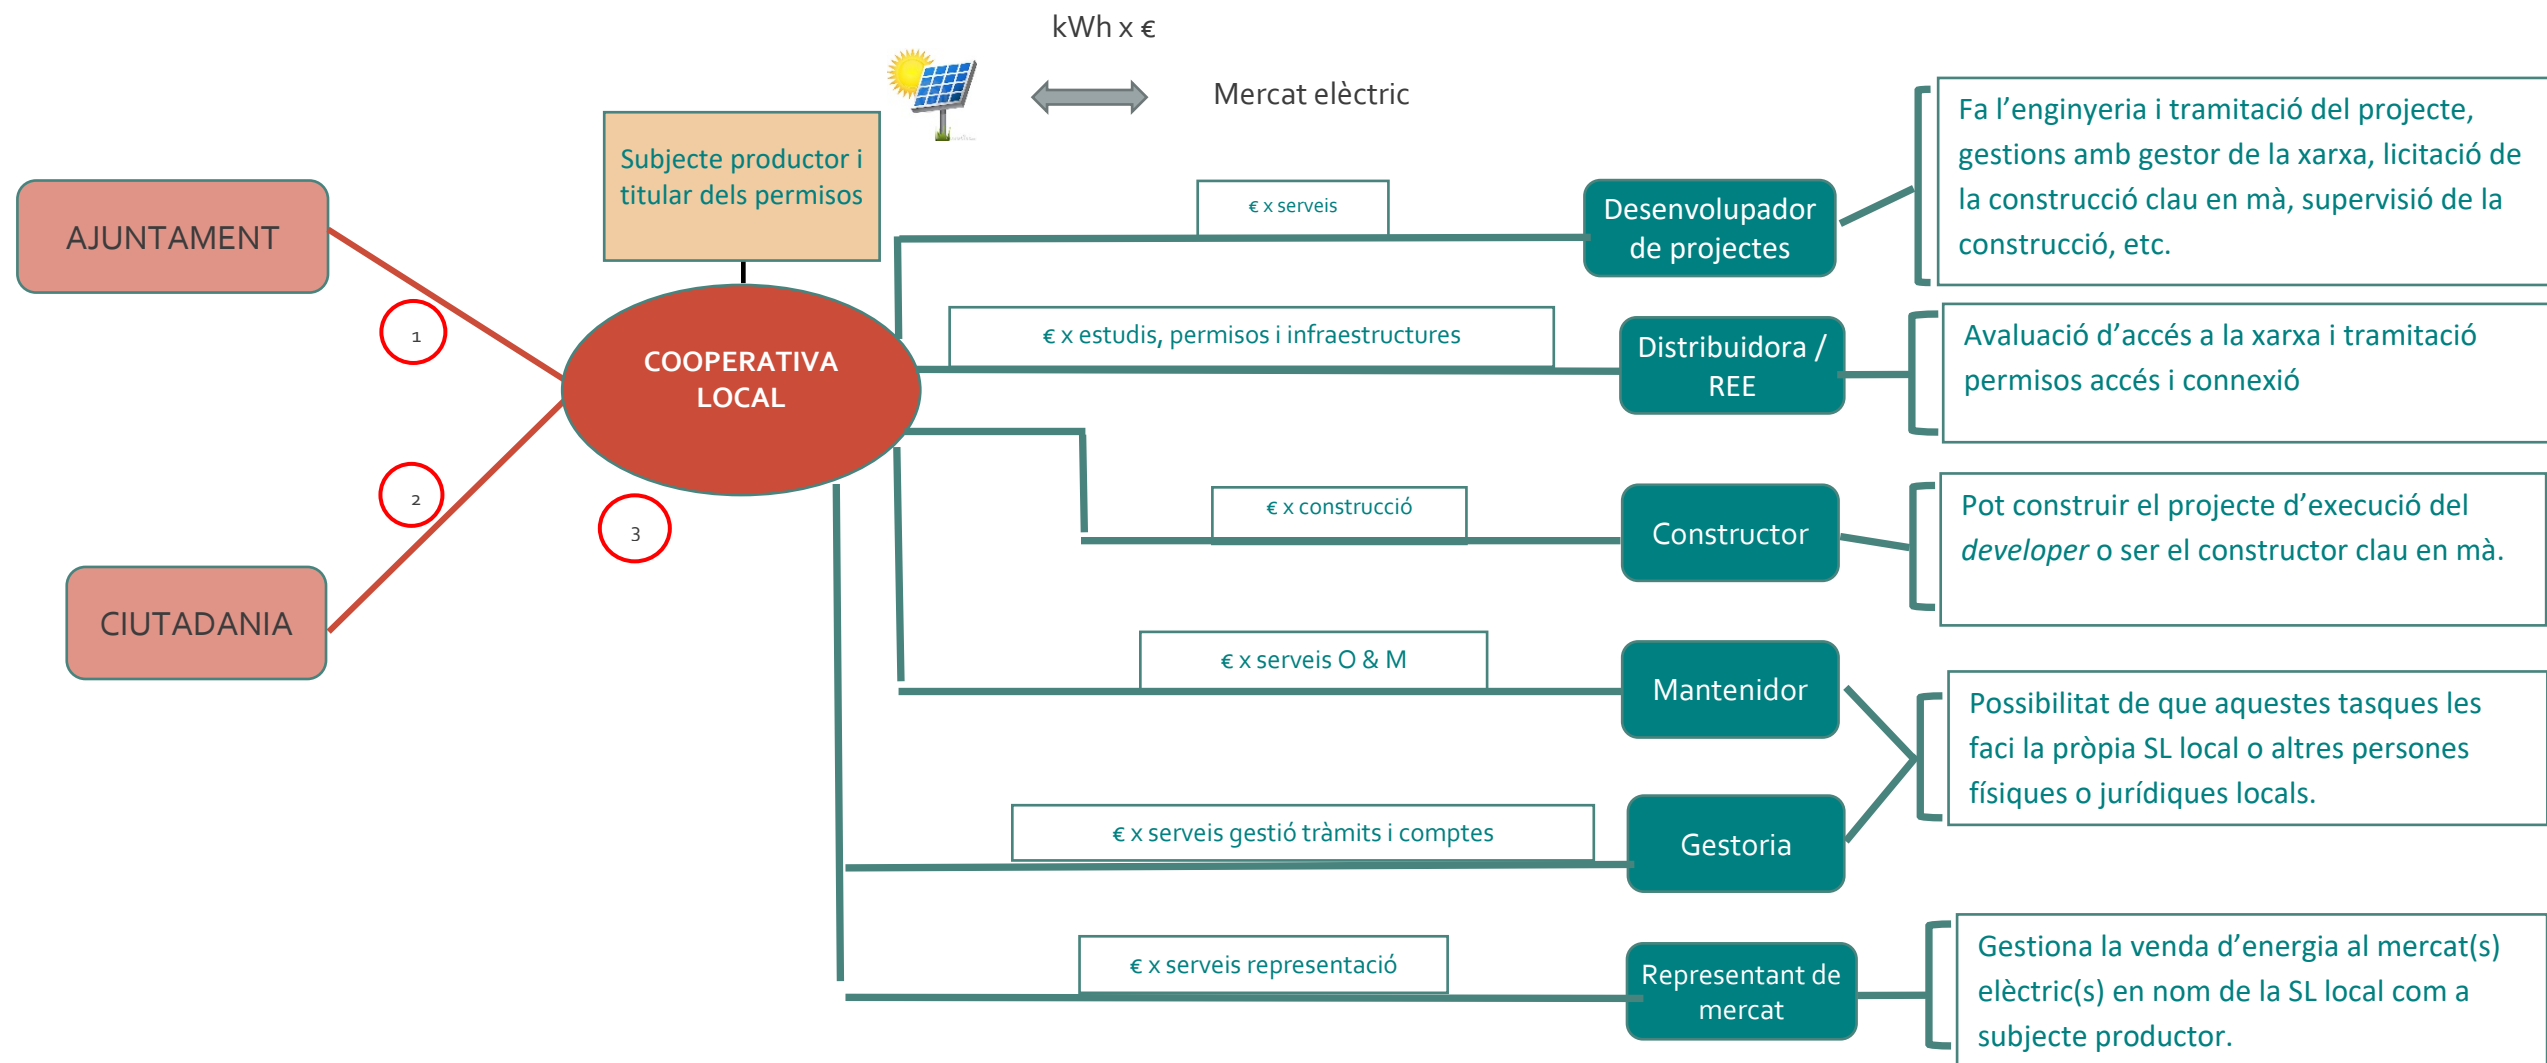 kWh x €
Mercat elèctric
Subjecte productor i
titular dels permisos
AJUNTAMENT
1
COOPERATIVA
LOCAL
2
3
CIUTADANIA
€ x serveis
Desenvolupador
de projectes
Fa l’enginyeria i tramitació del projecte,
gestions amb gestor de la xarxa, licitació de
la construcció clau en mà, supervisió de la
construcció, etc.
€ x estudis, permisos i infraestructures
Distribuidora /
REE
Avaluació d’accés a la xarxa i tramitació
permisos accés i connexió
€ x construcció
Constructor
Pot construir el projecte d’execució del
developer o ser el constructor clau en mà.
€ x serveis O & M
Mantenidor
Possibilitat de que aquestes tasques les
faci la pròpia SL local o altres persones
físiques o jurídiques locals.
€ x serveis gestió tràmits i comptes
Gestoria
€ x serveis representació
Representant de
mercat
Gestiona la venda d’energia al mercat(s)
elèctric(s) en nom de la SL local com a
subjecte productor.